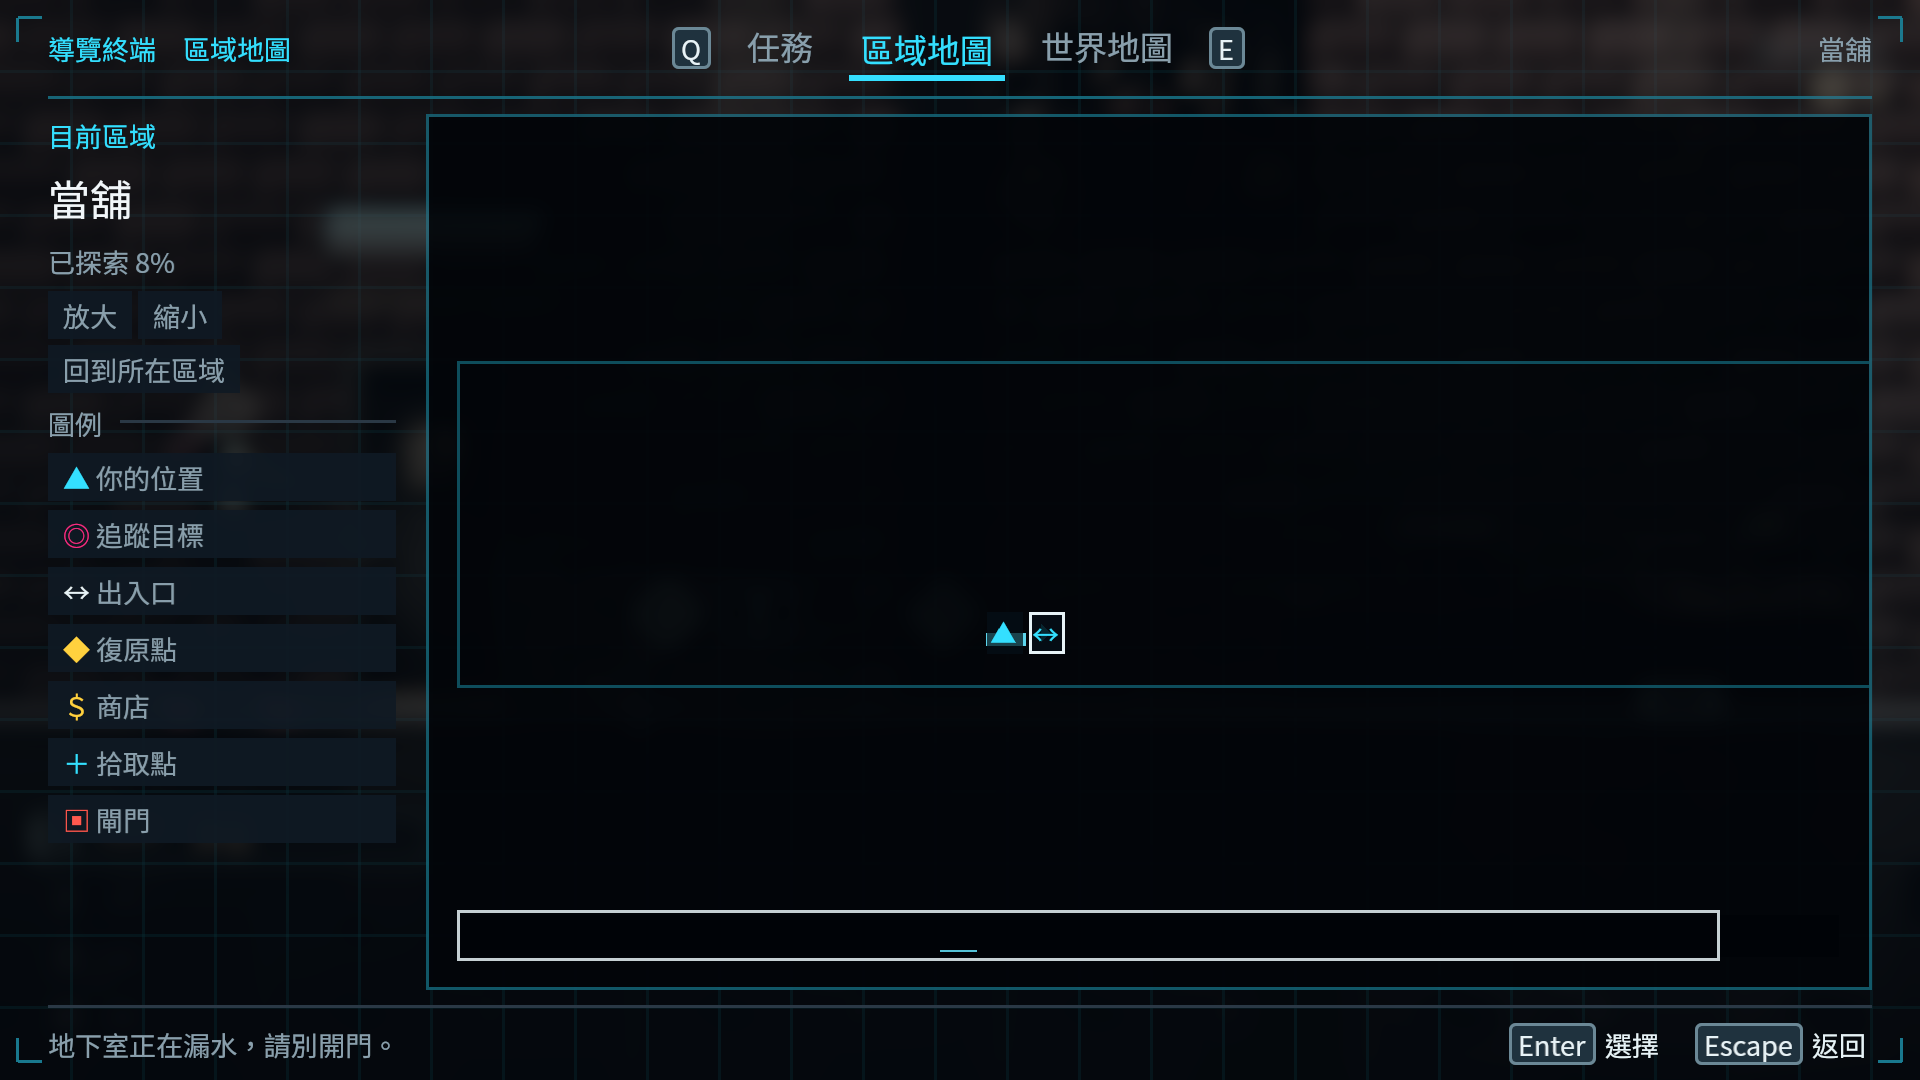 導覽終端 區域地圖
Q 任務 區域地圖 世界地圖 E
當舖
目前區域
當舖
已探索 8%
放大 縮小
回到所在區域
圖例
▲ 你的位置
◎ 追蹤目標
↔ 出入口
◆ 復原點
$ 商店
+ 拾取點
▣ 閘門
▲ ↔
地下室正在漏水，請別開門。
Enter 選擇 Escape 返回